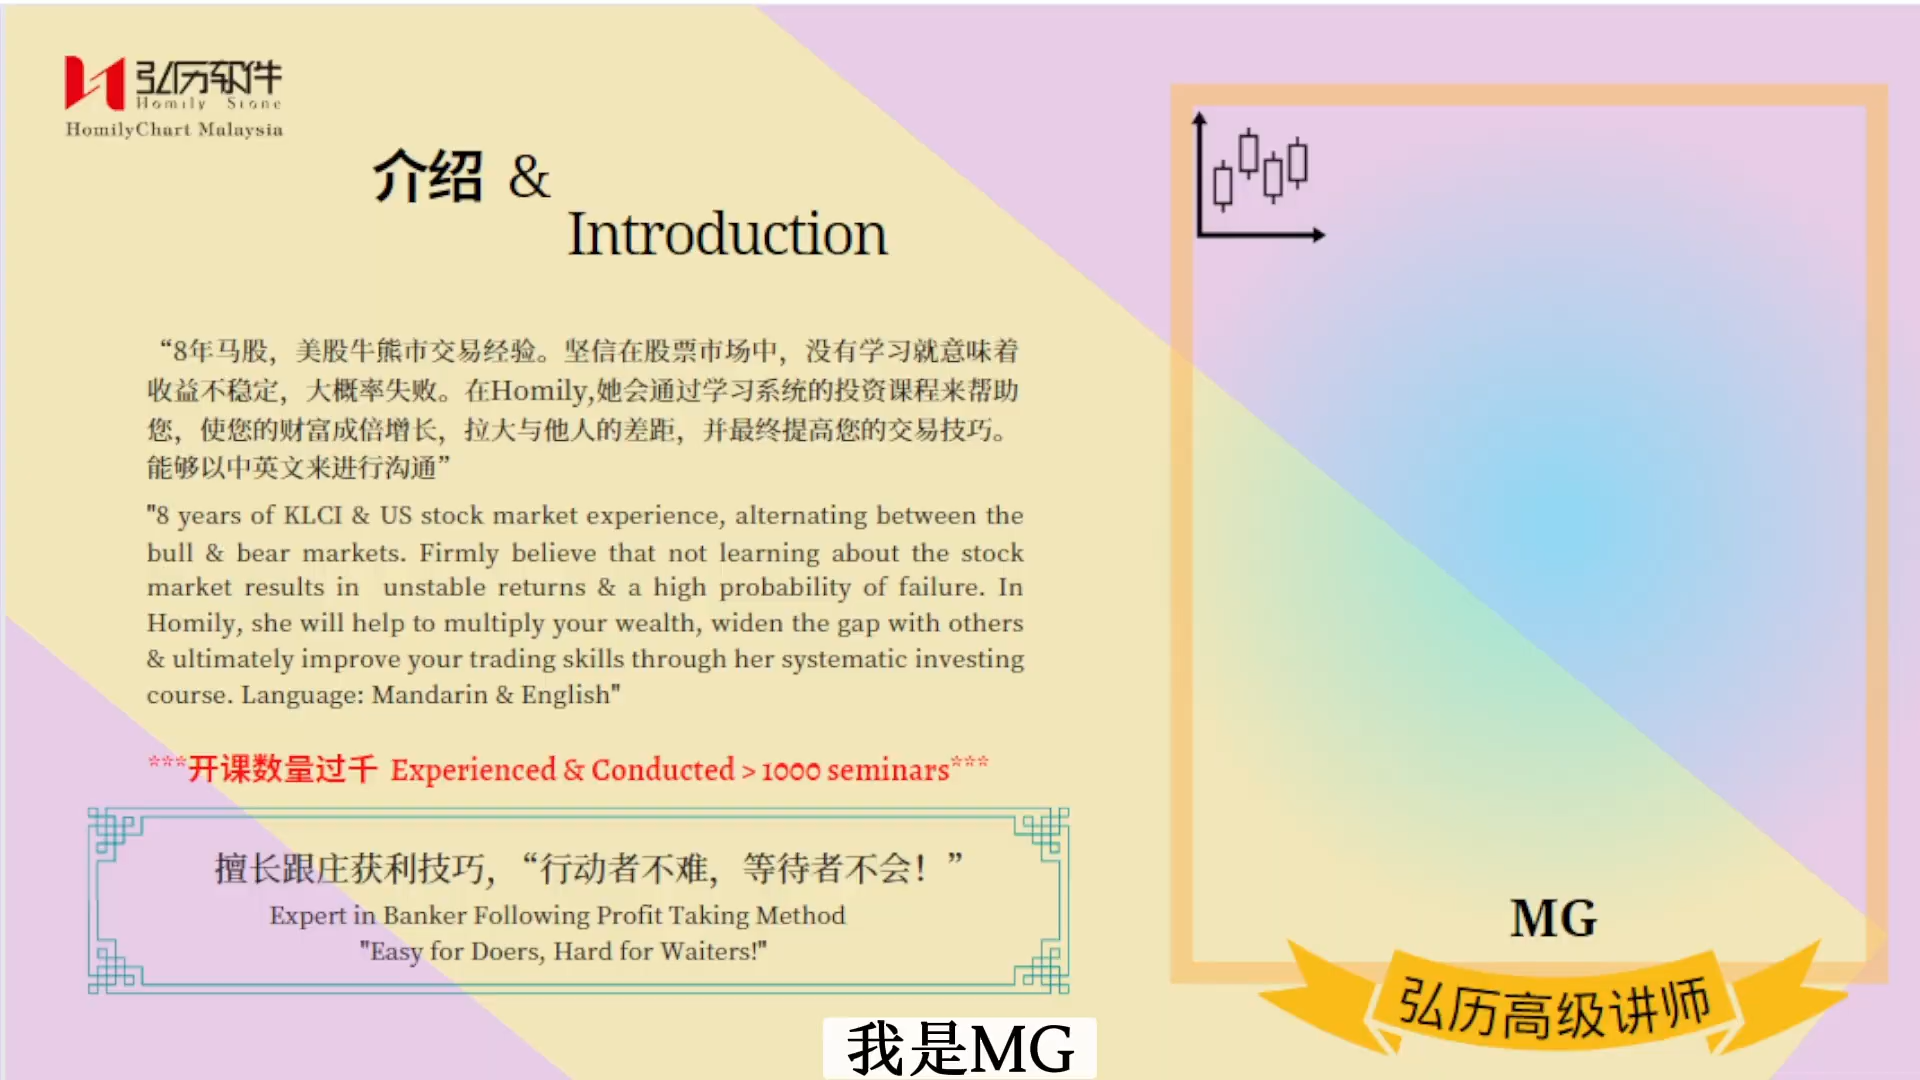 弘历软件
Homily Stone
HomilyChart Malaysia
介绍 &
Introduction
“8年马股，美股牛熊市交易经验。坚信在股票市场中，没有学习就意味着
收益不稳定，大概率失败。在Homily,她会通过学习系统的投资课程来帮助
您，使您的财富成倍增长，拉大与他人的差距，并最终提高您的交易技巧。
能够以中英文来进行沟通”
"8 years of KLCI & US stock market experience, alternating between the
bull & bear markets. Firmly believe that not learning about the stock
market results in unstable returns & a high probability of failure. In
Homily, she will help to multiply your wealth, widen the gap with others
& ultimately improve your trading skills through her systematic investing
course. Language: Mandarin & English"
***开课数量过千 Experienced & Conducted > 1000 seminars***
擅长跟庄获利技巧，“行动者不难，等待者不会！”
Expert in Banker Following Profit Taking Method
"Easy for Doers, Hard for Waiters!"
MG
弘历高级讲师
我是MG